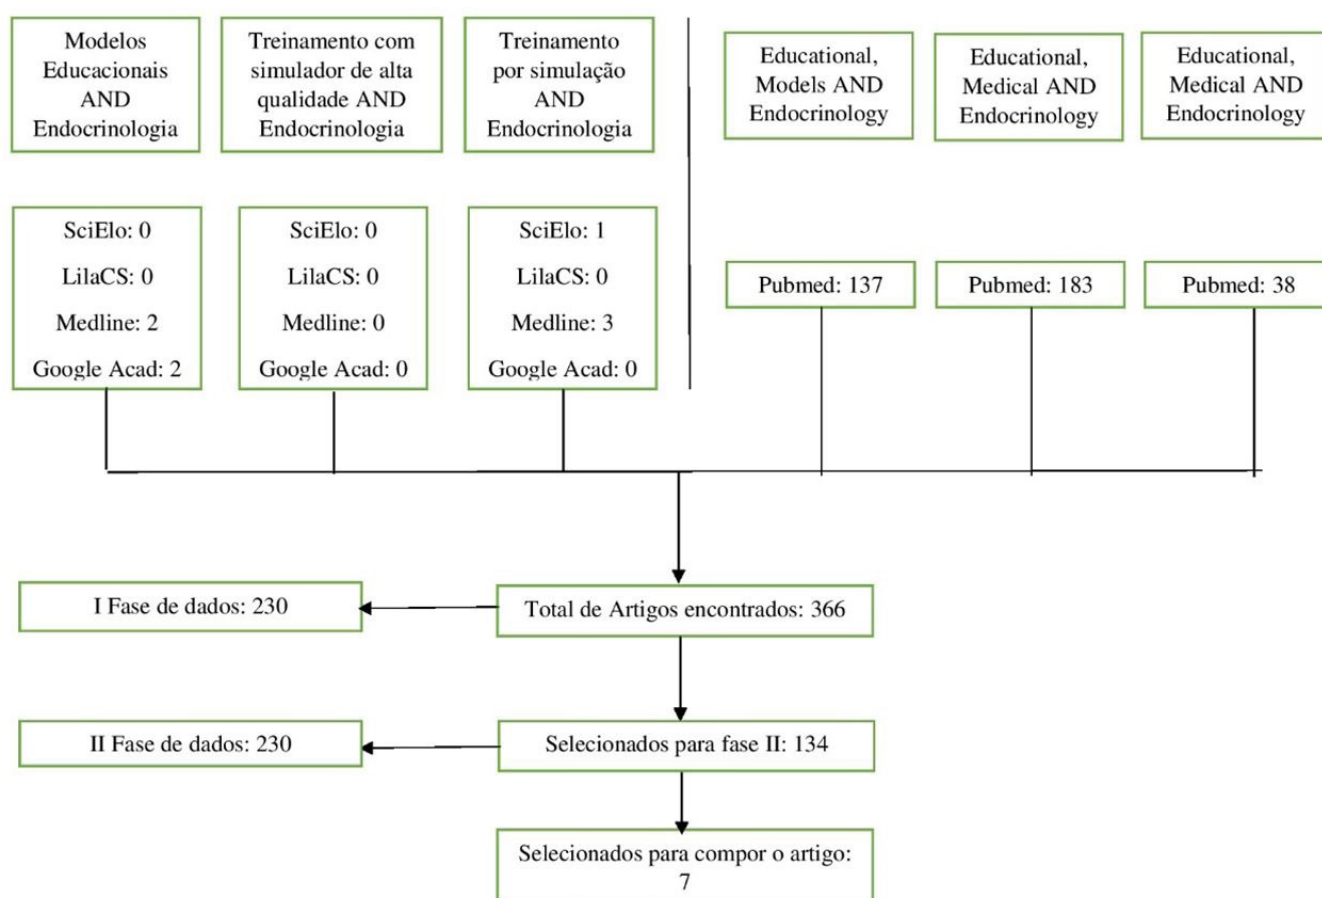 Modelos
Educacionais
AND
Endocrinologia
Treinamento com
simulador de alta
qualidade AND
Endocrinologia
Treinamento
por simulação
AND
Endocrinologia
Educational,
Models AND
Endocrinology
Educational,
Medical AND
Endocrinology
Educational,
Medical AND
Endocrinology
SciElo: 0
LilaCS: 0
Medline: 2
Google Acad: 2
SciElo: 0
LilaCS: 0
Medline: 0
Google Acad: 0
SciElo: 1
LilaCS: 0
Medline: 3
Google Acad: 0
Pubmed: 137
Pubmed: 183
Pubmed: 38
I Fase de dados: 230
Total de Artigos encontrados: 366
II Fase de dados: 230
Selecionados para fase II: 134
Selecionados para compor o artigo:
7